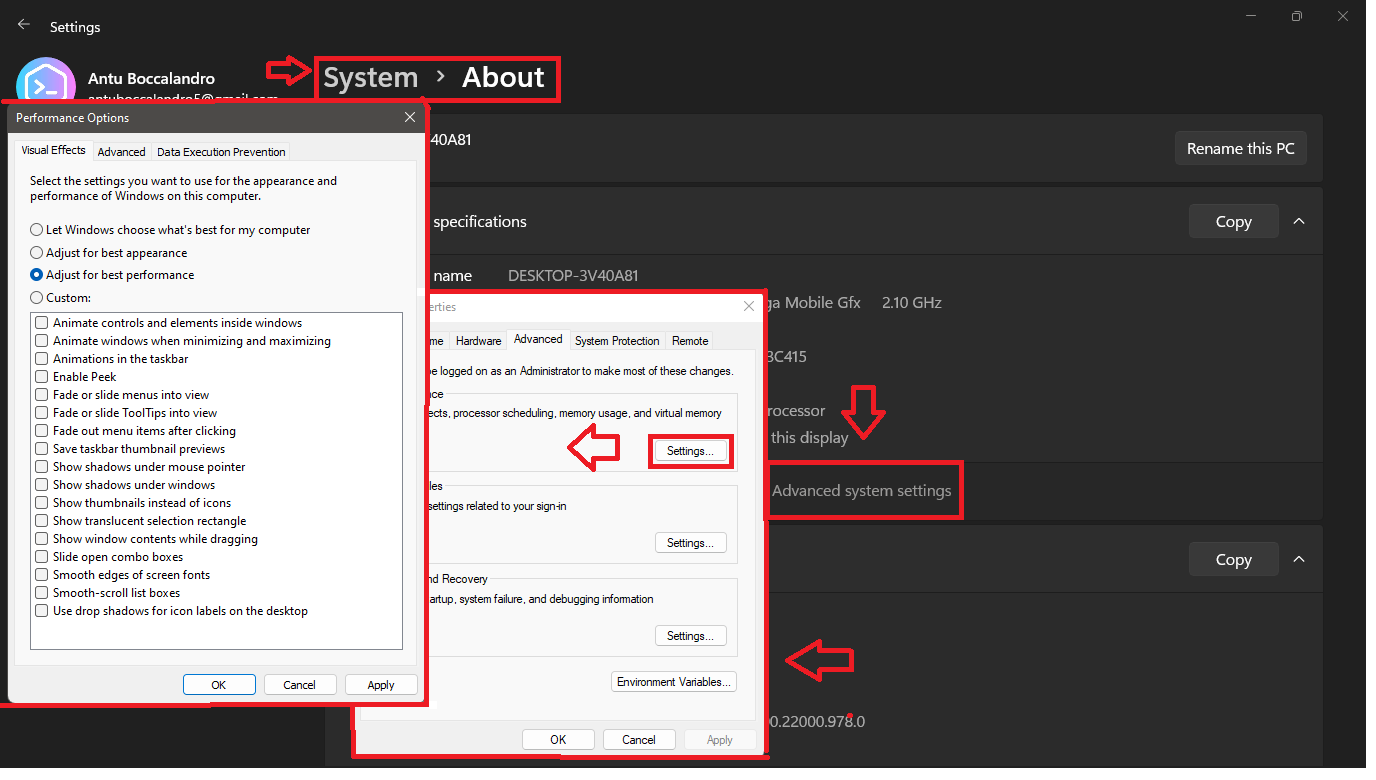 Settings
Antu Boccalandro
antuboccalandro5@gmail.com
System > About
Performance Options
Visual Effects Advanced Data Execution Prevention
Select the settings you want to use for the appearance and
performance of Windows on this computer.
Let Windows choose what's best for my computer
Adjust for best appearance
Adjust for best performance
Custom:
Animate controls and elements inside windows
Animate windows when minimizing and maximizing
Animations in the taskbar
Enable Peek
Fade or slide menus into view
Fade or slide ToolTips into view
Fade out menu items after clicking
Save taskbar thumbnail previews
Show shadows under mouse pointer
Show shadows under windows
Show thumbnails instead of icons
Show translucent selection rectangle
Show window contents while dragging
Slide open combo boxes
Smooth edges of screen fonts
Smooth-scroll list boxes
Use drop shadows for icon labels on the desktop
OK Cancel Apply
40A81
Rename this PC
specifications
Copy
name DESKTOP-3V40A81
ga Mobile Gfx 2.10 GHz
BC415
rocessor
this display
Advanced system settings
Copy
0.22000.978.0
erties
me Hardware Advanced System Protection Remote
be logged on as an Administrator to make most of these changes.
nce
ects, processor scheduling, memory usage, and virtual memory
Settings...
les
settings related to your sign-in
Settings...
nd Recovery
artup, system failure, and debugging information
Settings...
Environment Variables...
OK Cancel Apply